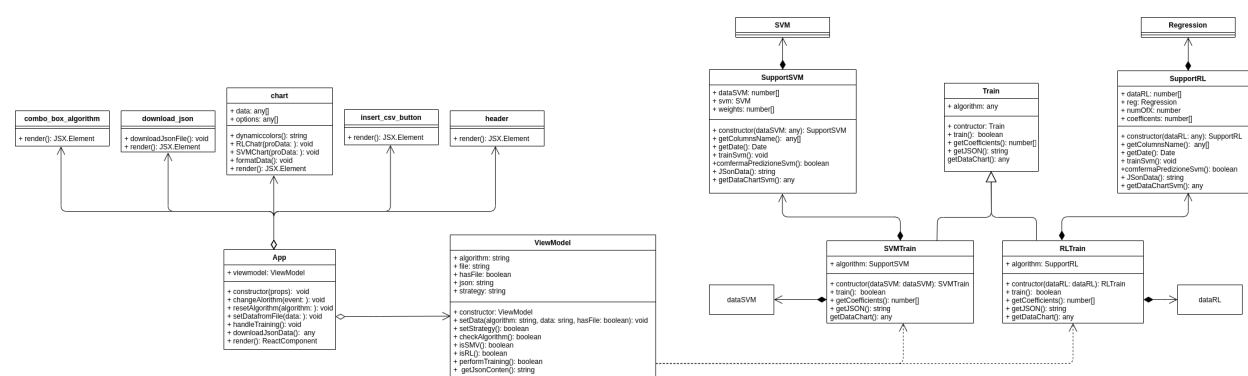 SVM
Regression
SupportSVM
+ dataSVM: number[]
+ svm: SVM
+ weights: number[]
+ constructor(dataSVM: any): SupportSVM
+ getColumnsName(): any[]
+ getDate(): Date
+ trainSvm(): void
+comfermaPredizioneSvm(): boolean
+ JSonData(): string
+ getDataChartSvm(): any
Train
+ algorithm: any
+ contructor: Train
+ train(): boolean
+ getCoefficients(): number[]
+ getJSON(): string
getDataChart(): any
SupportRL
+ dataRL: number[]
+ reg: Regression
+ numOfX: number
+ coefficents: number[]
+ constructor(dataRL: any): SupportRL
+ getColumnsName(): any[]
+ getDate(): Date
+ trainSvm(): void
+comfermaPredizioneSvm(): boolean
+ JSonData(): string
+ getDataChartSvm(): any
combo_box_algorithm
+ render(): JSX.Element
download_json
+ downloadJsonFile(): void
+ render(): JSX.Element
chart
+ data: any[]
+ options: any[]
+ dynamiccolors(): string
+ RLChatr(proData: ): void
+ SVMChart(proData: ): void
+ formatData(): void
+ render(): JSX.Element
insert_csv_button
+ render(): JSX.Element
header
+ render(): JSX.Element
App
+ viewmodel: ViewModel
+ constructor(props): void
+ changeAlorithm(event: ): void
+ resetAlgorithm(algorithm: ): void
+ setDatafromFile(data: ): void
+ handleTraining(): void
+ downloadJsonData(): any
+ render(): ReactComponent
ViewModel
+ algorithm: string
+ file: string
+ hasFile: boolean
+ json: string
+ strategy: string
+ constructor: ViewModel
+ setData(algorithm: string, data: sring, hasFile: boolean): void
+ setStrategy(): boolean
+ checkAlgorithm(): boolean
+ isSMV(): boolean
+ isRL(): boolean
+ performTraining(): boolean
+ getJsonConten(): string
SVMTrain
+ algorithm: SupportSVM
+ contructor(dataSVM: dataSVM): SVMTrain
+ train(): boolean
+ getCoefficients(): number[]
+ getJSON(): string
getDataChart(): any
RLTrain
+ algorithm: SupportRL
+ contructor(dataRL: dataRL): RLTrain
+ train(): boolean
+ getCoefficients(): number[]
+ getJSON(): string
+ getDataChart(): any
dataSVM
dataRL